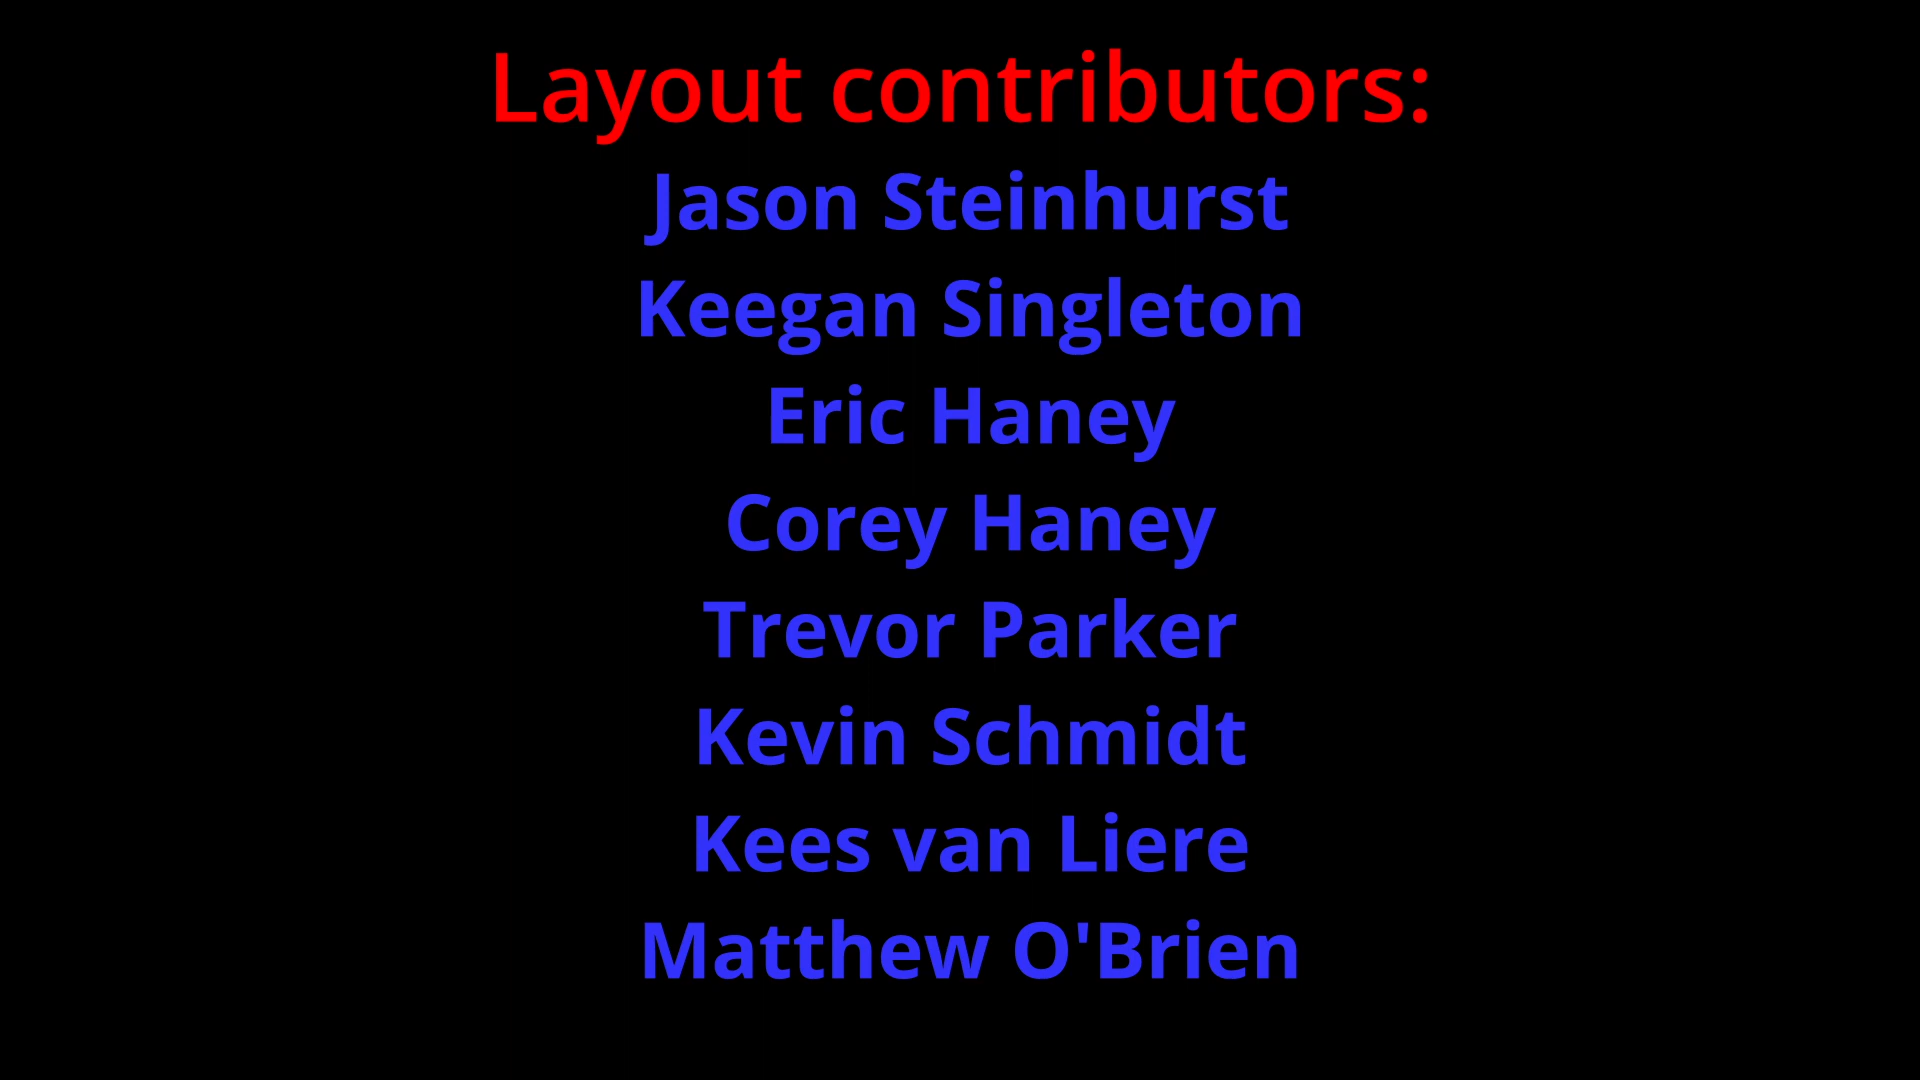 Layout contributors:
Jason Steinhurst
Keegan Singleton
Eric Haney
Corey Haney
Trevor Parker
Kevin Schmidt
Kees van Liere
Matthew O'Brien